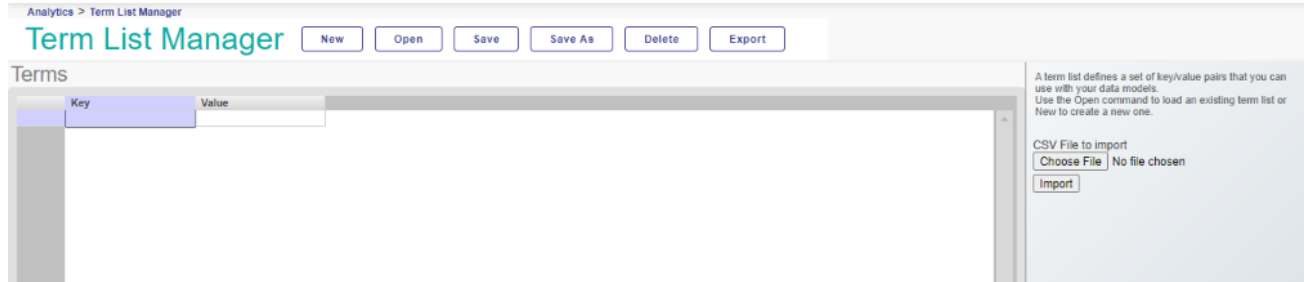 Analytics > Term List Manager
Term List Manager New Open Save Save As Delete Export
Terms
Key Value
A term list defines a set of key/value pairs that you can
use with your data models.
Use the Open command to load an existing term list or
New to create a new one.
CSV File to import
Choose File No file chosen
Import